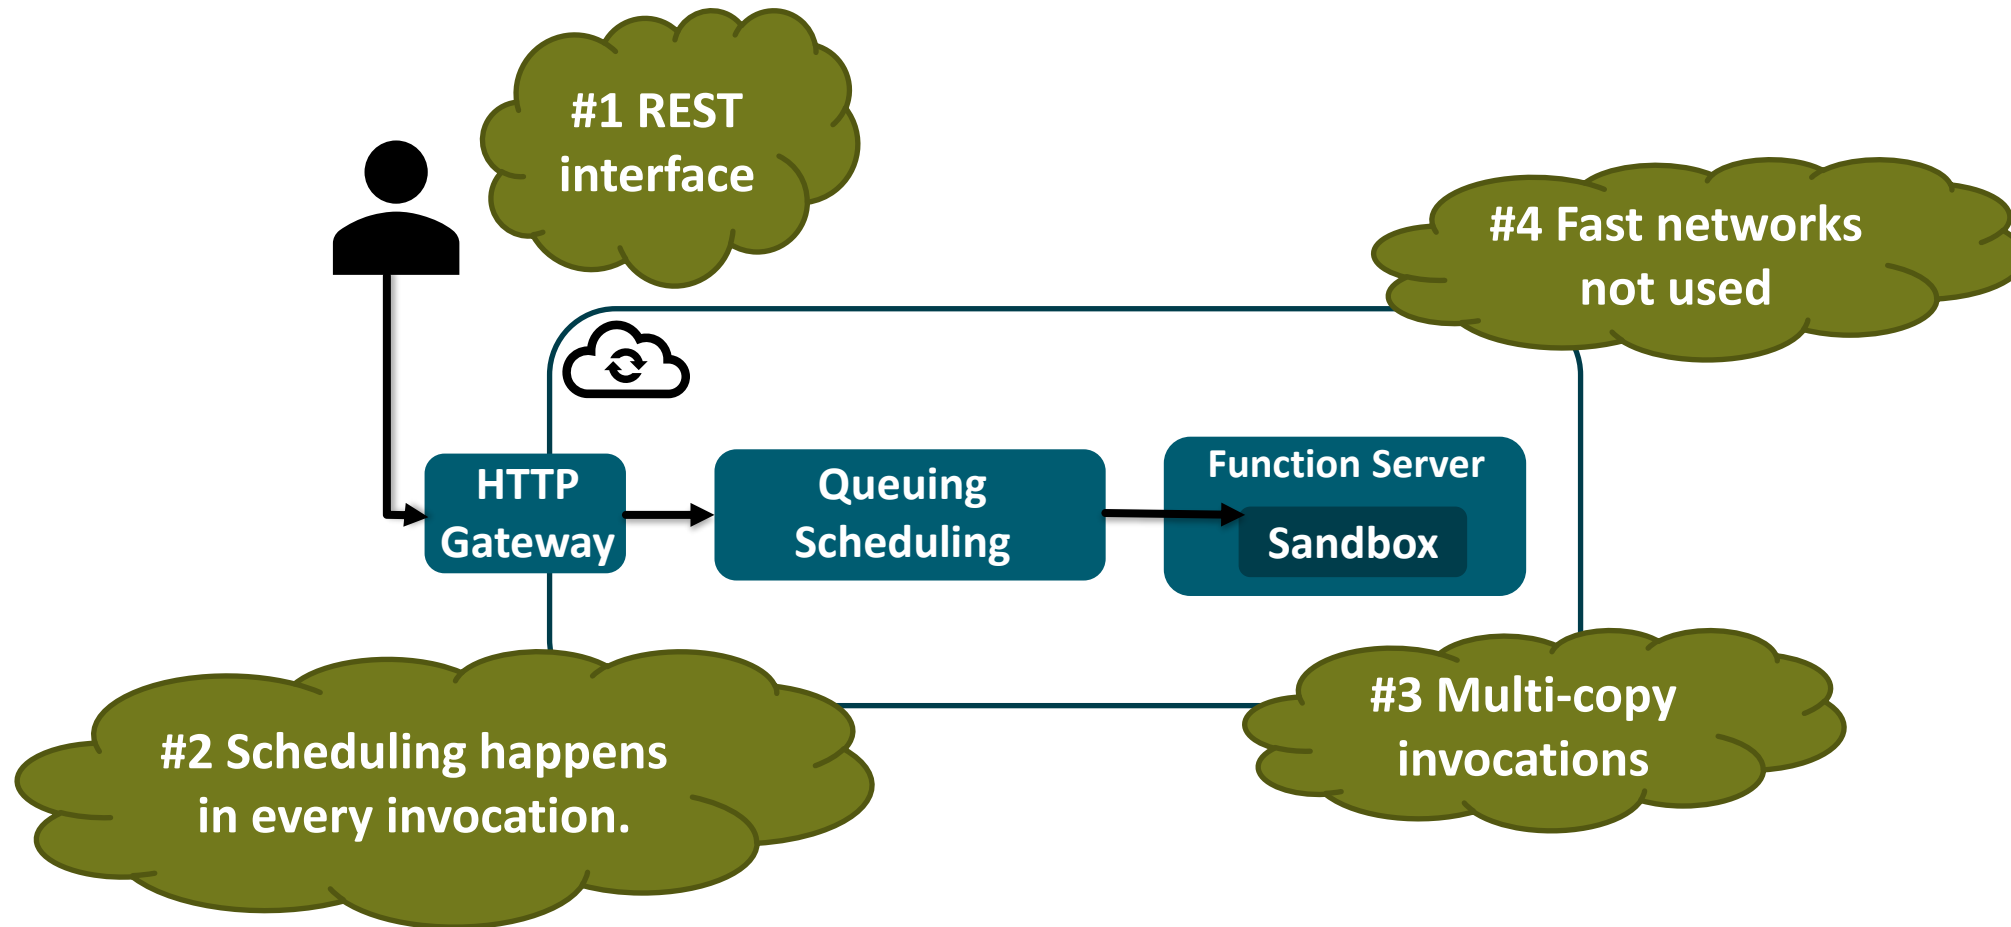 #1 REST
interface
#4 Fast networks
not used
HTTP
Gateway
Queuing
Scheduling
Function Server
Sandbox
#2 Scheduling happens
in every invocation.
#3 Multi-copy
invocations